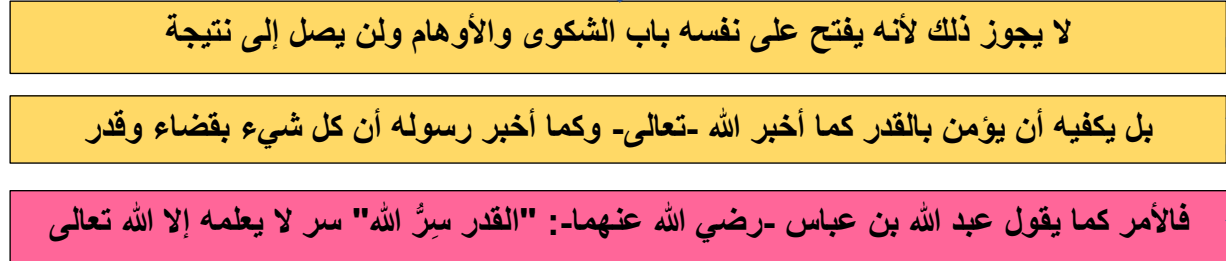 لا يجوز ذلك لأنه يفتح على نفسه باب الشكوى والأوهام ولن يصل إلى نتيجة
بل يكفيه أن يؤمن بالقدر كما أخبر الله -تعالى- وكما أخبر رسوله أن كل شيء بقضاء وقدر
فالأمر كما يقول عبد الله بن عباس -رضي الله عنهما-: "القدر سِرُّ الله" سر لا يعلمه إلا الله تعالى